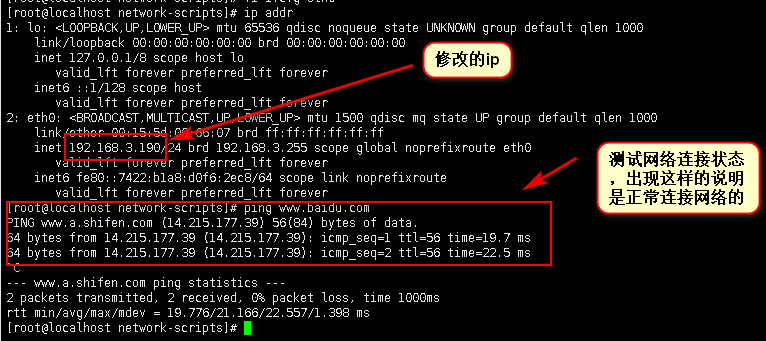 [root@localhost network-scripts]# ip addr
1: lo: <LOOPBACK,UP,LOWER_UP> mtu 65536 qdisc noqueue state UNKNOWN group default qlen 1000
link/loopback 00:00:00:00:00:00 brd 00:00:00:00:00:00
inet 127.0.0.1/8 scope host lo
valid_lft forever preferred_lft forever
inet6 ::1/128 scope host
valid_lft forever preferred_lft forever
2: eth0: <BROADCAST,MULTICAST,UP,LOWER_UP> mtu 1500 qdisc mq state UP group default qlen 1000
link/ether brd ff:ff:ff:ff:ff:ff
inet 192.168.3.190/24 brd 192.168.3.255 scope global noprefixroute eth0
valid_lft forever preferred_lft forever
inet6 fe80::7422:b1a8:d0f6:2ec8/64 scope link noprefixroute
valid_lft forever preferred_lft forever
[root@localhost network-scripts]# ping www.baidu.com
PING www.a.shifen.com (14.215.177.39) 56(84) bytes of data.
64 bytes from 14.215.177.39 (14.215.177.39): icmp_seq=1 ttl=56 time=19.7 ms
64 bytes from 14.215.177.39 (14.215.177.39): icmp_seq=2 ttl=56 time=22.5 ms
^C
--- www.a.shifen.com ping statistics ---
2 packets transmitted, 2 received, 0% packet loss, time 1000ms
rtt min/avg/max/mdev = 19.776/21.166/22.557/1.398 ms
[root@localhost network-scripts]#
修改的ip
测试网络连接状态
，出现这样的说明
是正常连接网络的